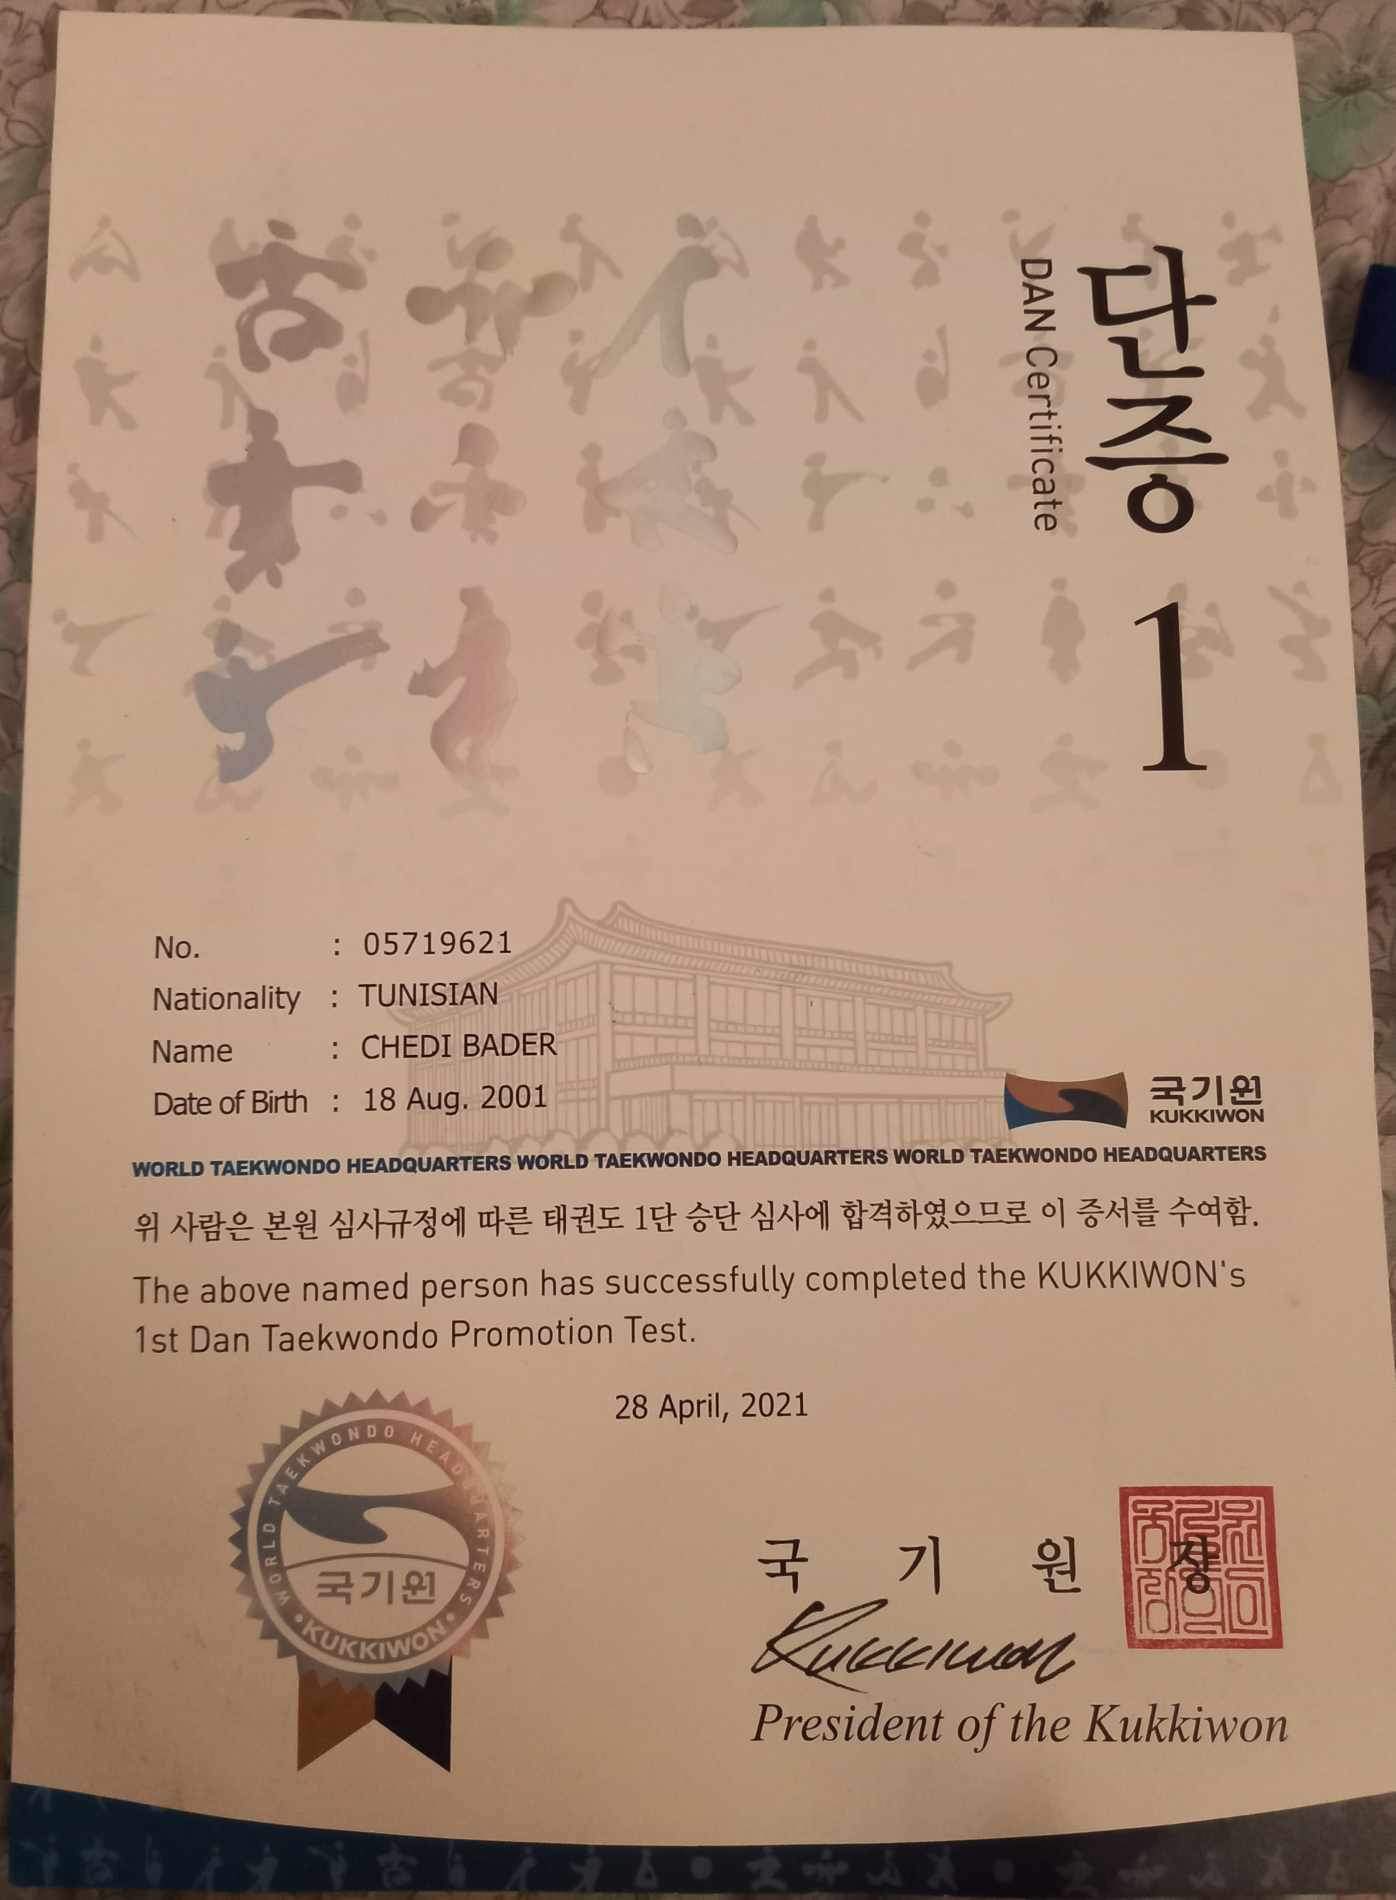 단증
DAN Certificate
1
No. : 05719621
Nationality : TUNISIAN
Name : CHEDI BADER
Date of Birth : 18 Aug. 2001
국기원
KUKKIWON
WORLD TAEKWONDO HEADQUARTERS WORLD TAEKWONDO HEADQUARTERS WORLD TAEKWONDO HEADQUARTERS
위 사람은 본원 심사규정에 따른 태권도 1단 승단 심사에 합격하였으므로 이 증서를 수여함.
The above named person has successfully completed the KUKKIWON's
1st Dan Taekwondo Promotion Test.
28 April, 2021
WORLD TAEKWONDO HEADQUARTERS
국기원
• KUKKIWON •
국 기 원 장
Kukkiwon
President of the Kukkiwon